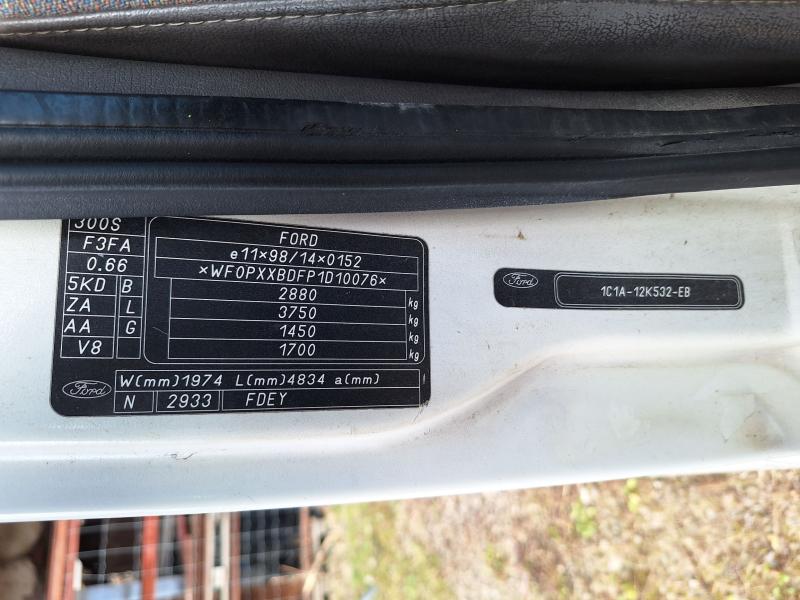 300S
F3FA
0.66
5KD B
ZA L
AA G
V8
FORD
e11×98/14×0152
×WF0PXXBDFP1D10076×
2880 kg
3750 kg
1450 kg
1700 kg
Ford
W(mm)1974 L(mm)4834 a(mm)
N 2933 FDEY
Ford
1C1A-12K532-EB